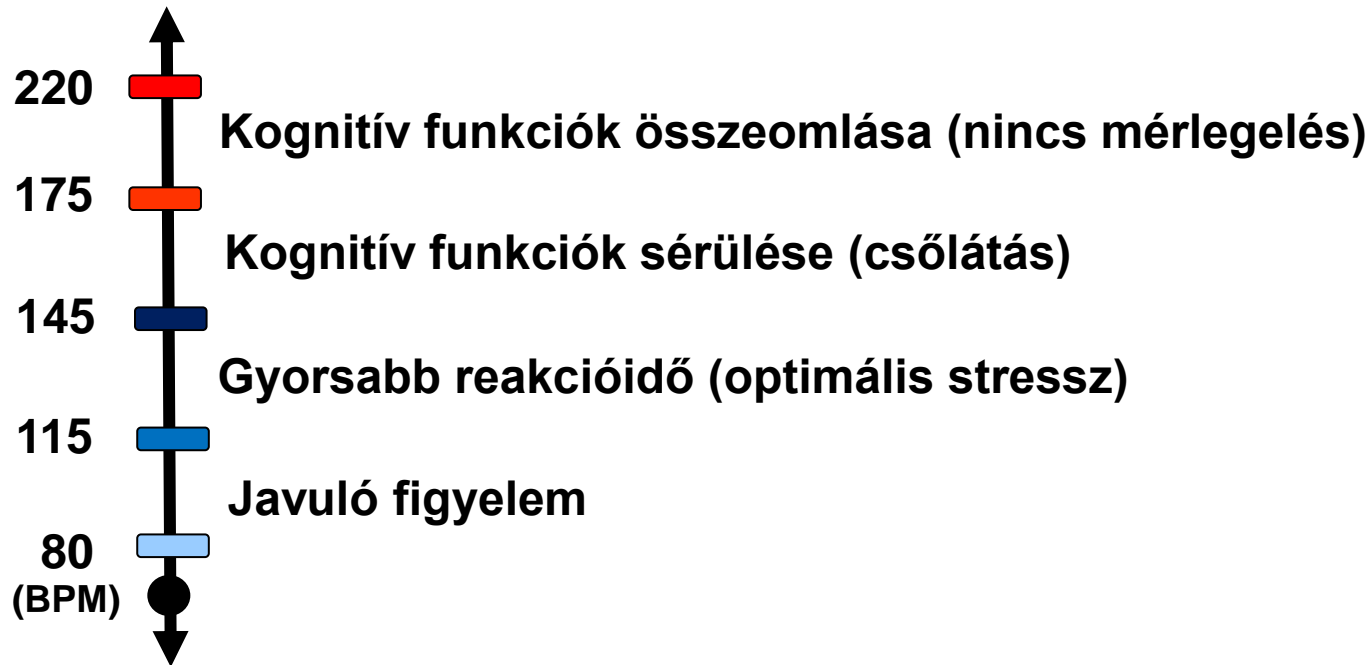 220
Kognitív funkciók összeomlása (nincs mérlegelés)
175
Kognitív funkciók sérülése (csőlátás)
145
Gyorsabb reakcióidő (optimális stressz)
115
Javuló figyelem
80
(BPM)